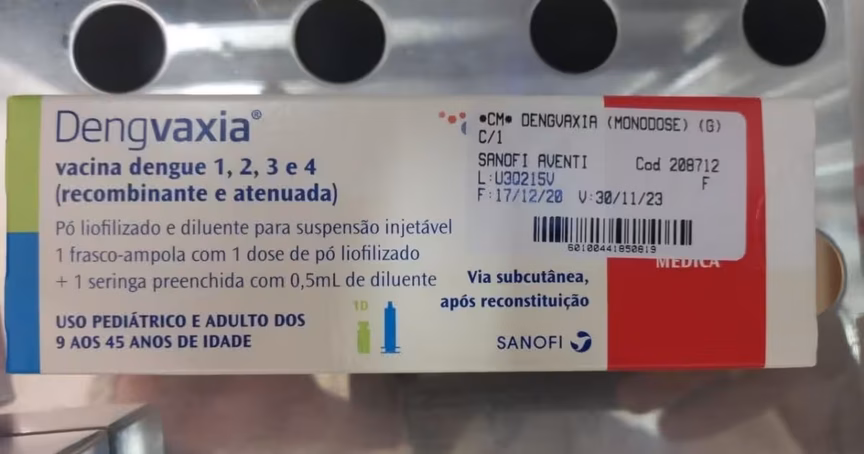 Dengvaxia®
vacina dengue 1, 2, 3 e 4
(recombinante e atenuada)
Pó liofilizado e diluente para suspensão injetável
1 frasco-ampola com 1 dose de pó liofilizado
+ 1 seringa preenchida com 0,5mL de diluente
USO PEDIÁTRICO E ADULTO DOS
9 AOS 45 ANOS DE IDADE
1D
Via subcutânea,
após reconstituição
SANOFI
•CM• DENGVAXIA (MONODOSE) (G)
C/1
SANOFI AVENTI Cod 208712
L:U3D215V F
F:17/12/20 V:30/11/23
60100441850819
MÉDICA